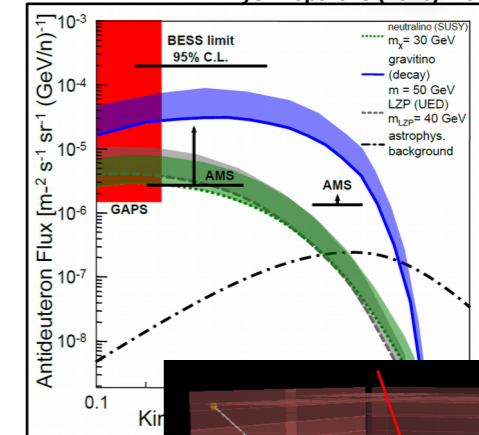 neutralino (SUSY)
mχ= 30 GeV
gravitino
(decay)
m = 50 GeV
LZP (UED)
mLZP= 40 GeV
astrophys.
background
BESS limit
95% C.L.
AMS
AMS
GAPS
Antideuteron Flux [m-2 s-1 sr-1 (GeV/n)-1]
10-3
10-4
10-5
10-6
10-7
10-8
0.1